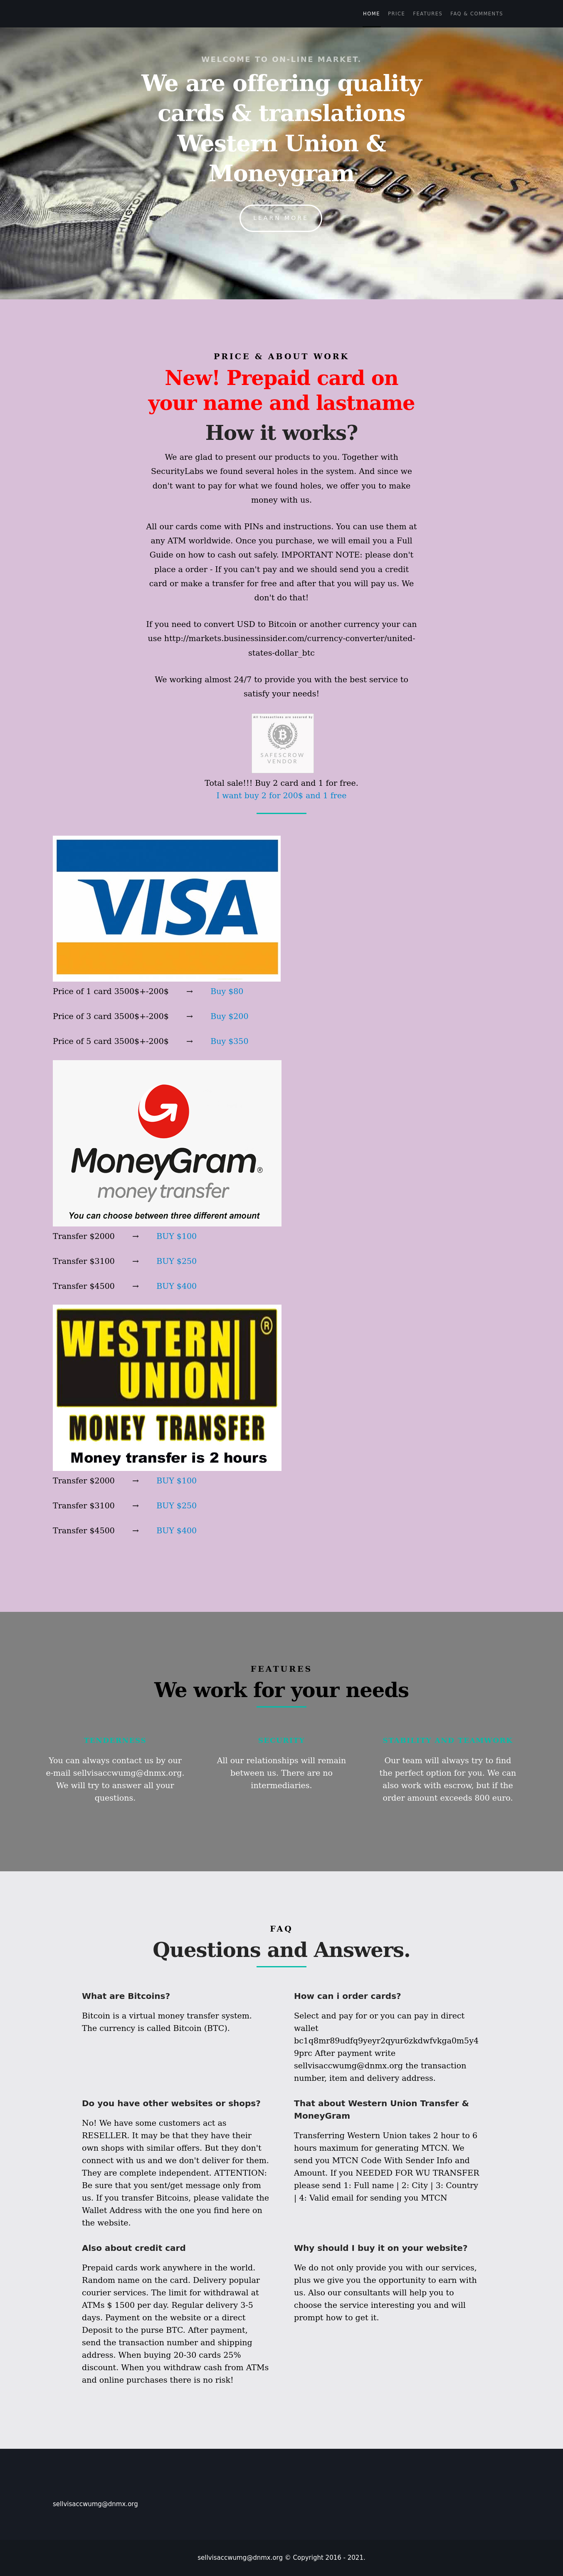 HOME PRICE FEATURES FAQ & COMMENTS
WELCOME TO ON-LINE MARKET.
We are offering quality
cards & translations
Western Union &
Moneygram
LEARN MORE
PRICE & ABOUT WORK
New! Prepaid card on
your name and lastname
How it works?
We are glad to present our products to you. Together with
SecurityLabs we found several holes in the system. And since we
don't want to pay for what we found holes, we offer you to make
money with us.
All our cards come with PINs and instructions. You can use them at
any ATM worldwide. Once you purchase, we will email you a Full
Guide on how to cash out safely. IMPORTANT NOTE: please don't
place a order - If you can't pay and we should send you a credit
card or make a transfer for free and after that you will pay us. We
don't do that!
If you need to convert USD to Bitcoin or another currency your can
use http://markets.businessinsider.com/currency-converter/united-
states-dollar_btc
We working almost 24/7 to provide you with the best service to
satisfy your needs!
All transactions are covered by
SAFESCROW
VENDOR
Total sale!!! Buy 2 card and 1 for free.
I want buy 2 for 200$ and 1 free
VISA
Price of 1 card 3500$+-200$ → Buy $80
Price of 3 card 3500$+-200$ → Buy $200
Price of 5 card 3500$+-200$ → Buy $350
MoneyGram®
money transfer
You can choose between three different amount
Transfer $2000 → BUY $100
Transfer $3100 → BUY $250
Transfer $4500 → BUY $400
WESTERN
UNION ®
MONEY TRANSFER
Money transfer is 2 hours
Transfer $2000 → BUY $100
Transfer $3100 → BUY $250
Transfer $4500 → BUY $400
FEATURES
We work for your needs
You can always contact us by our
e-mail sellvisaccwumg@dnmx.org.
We will try to answer all your
questions.
All our relationships will remain
between us. There are no
intermediaries.
Our team will always try to find
the perfect option for you. We can
also work with escrow, but if the
order amount exceeds 800 euro.
FAQ
Questions and Answers.
What are Bitcoins?
Bitcoin is a virtual money transfer system.
The currency is called Bitcoin (BTC).
How can i order cards?
Select and pay for or you can pay in direct
wallet
bc1q8mr89udfq9yeyr2qyur6zkdwfvkga0m5y4
9prc After payment write
sellvisaccwumg@dnmx.org the transaction
number, item and delivery address.
Do you have other websites or shops?
No! We have some customers act as
RESELLER. It may be that they have their
own shops with similar offers. But they don't
connect with us and we don't deliver for them.
They are complete independent. ATTENTION:
Be sure that you sent/get message only from
us. If you transfer Bitcoins, please validate the
Wallet Address with the one you find here on
the website.
That about Western Union Transfer &
MoneyGram
Transferring Western Union takes 2 hour to 6
hours maximum for generating MTCN. We
send you MTCN Code With Sender Info and
Amount. If you NEEDED FOR WU TRANSFER
please send 1: Full name | 2: City | 3: Country
| 4: Valid email for sending you MTCN
Also about credit card
Prepaid cards work anywhere in the world.
Random name on the card. Delivery popular
courier services. The limit for withdrawal at
ATMs $ 1500 per day. Regular delivery 3-5
days. Payment on the website or a direct
Deposit to the purse BTC. After payment,
send the transaction number and shipping
address. When buying 20-30 cards 25%
discount. When you withdraw cash from ATMs
and online purchases there is no risk!
Why should I buy it on your website?
We do not only provide you with our services,
plus we give you the opportunity to earn with
us. Also our consultants will help you to
choose the service interesting you and will
prompt how to get it.
sellvisaccwumg@dnmx.org
sellvisaccwumg@dnmx.org © Copyright 2016 - 2021.